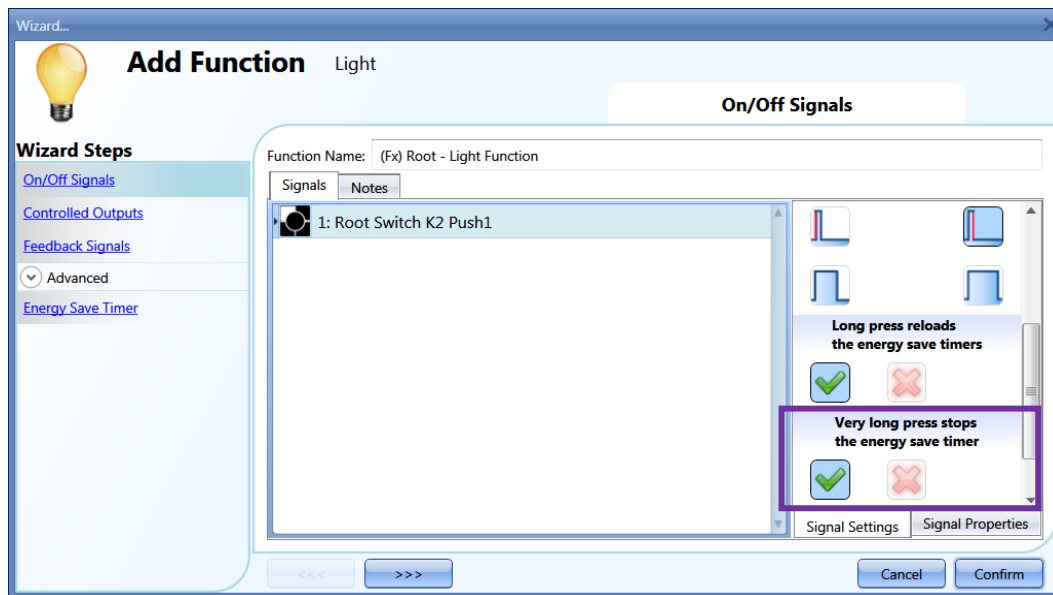 Wizard...
Add Function Light
On/Off Signals
Wizard Steps
On/Off Signals
Controlled Outputs
Feedback Signals
Advanced
Energy Save Timer
Function Name: (Fx) Root - Light Function
Signals Notes
1: Root Switch K2 Push1
Long press reloads
the energy save timers
Very long press stops
the energy save timer
Signal Settings Signal Properties
<<< >>> Cancel Confirm